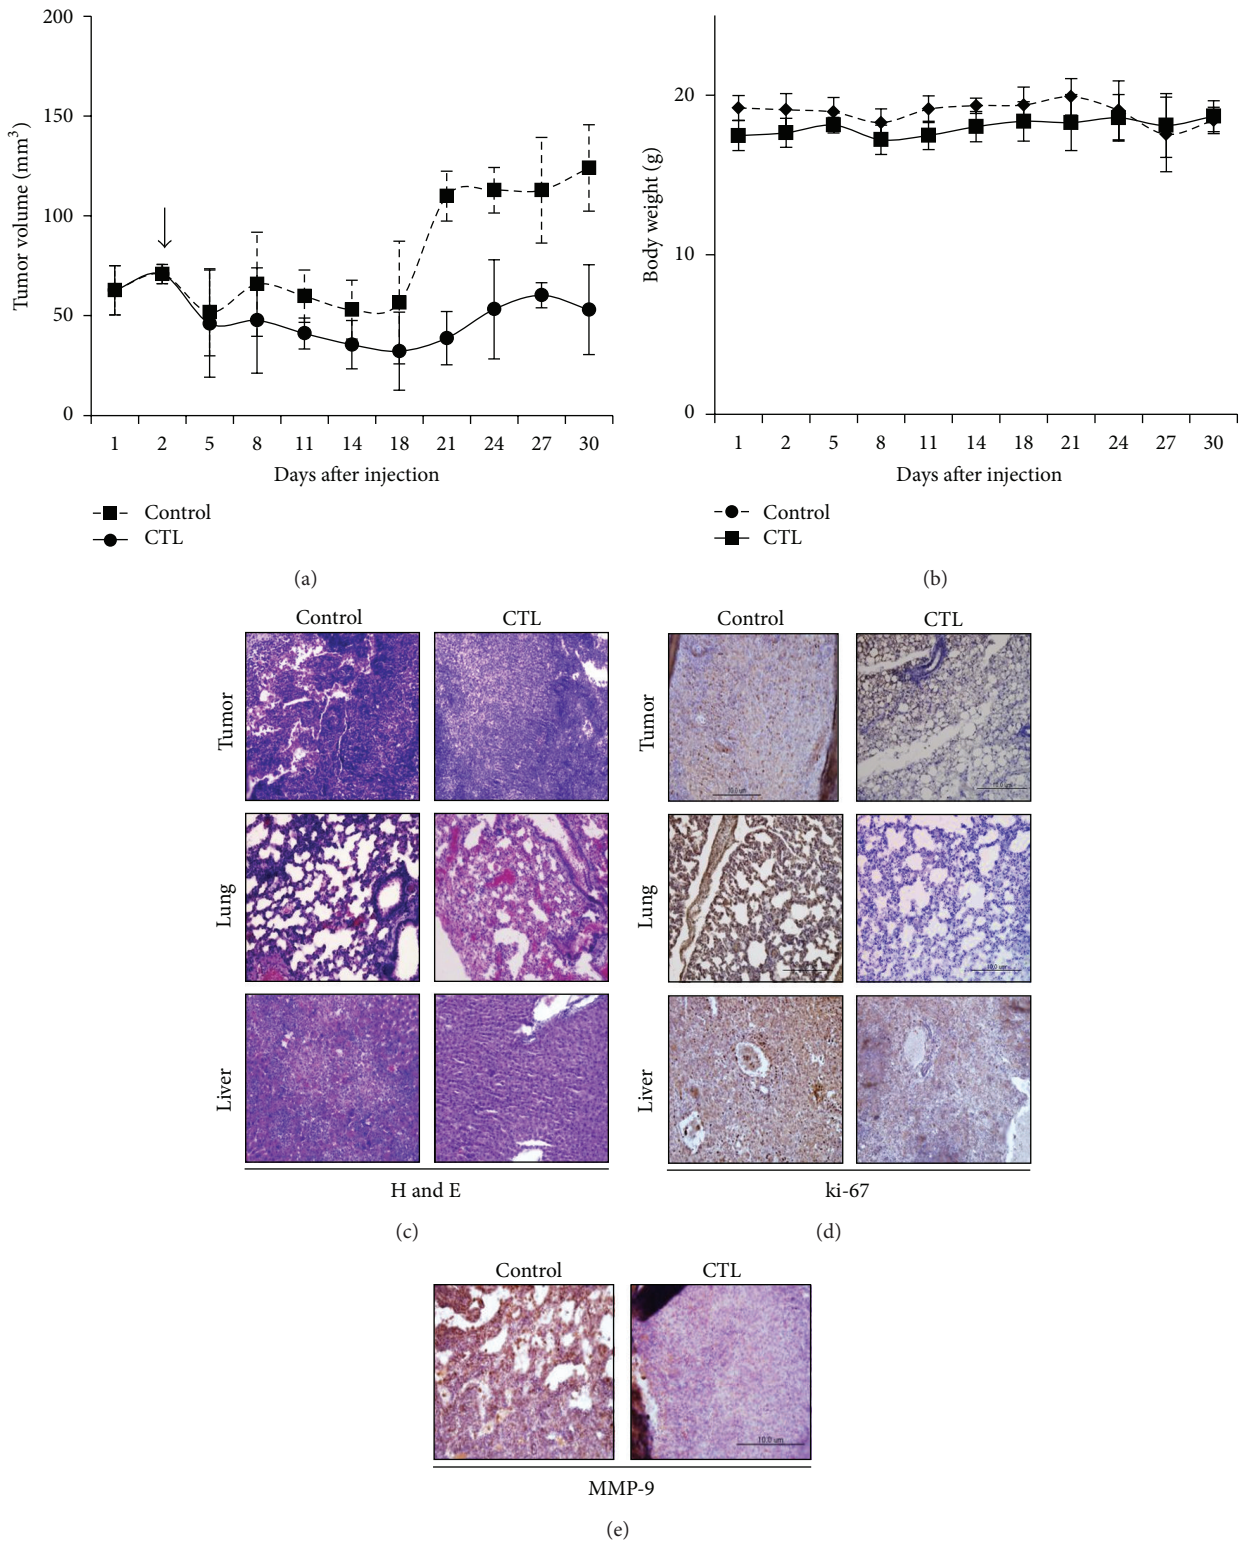 200
150
100
50
0
Tumor volume (mm³)
1 2 5 8 11 14 18 21 24 27 30
Days after injection
Control
CTL
(a)
20
10
0
Body weight (g)
1 2 5 8 11 14 18 21 24 27 30
Days after injection
Control
CTL
(b)
Control CTL
Tumor
Lung
Liver
H and E
(c)
Control CTL
Tumor
Lung
Liver
ki-67
(d)
Control CTL
10.0 um
MMP-9
(e)